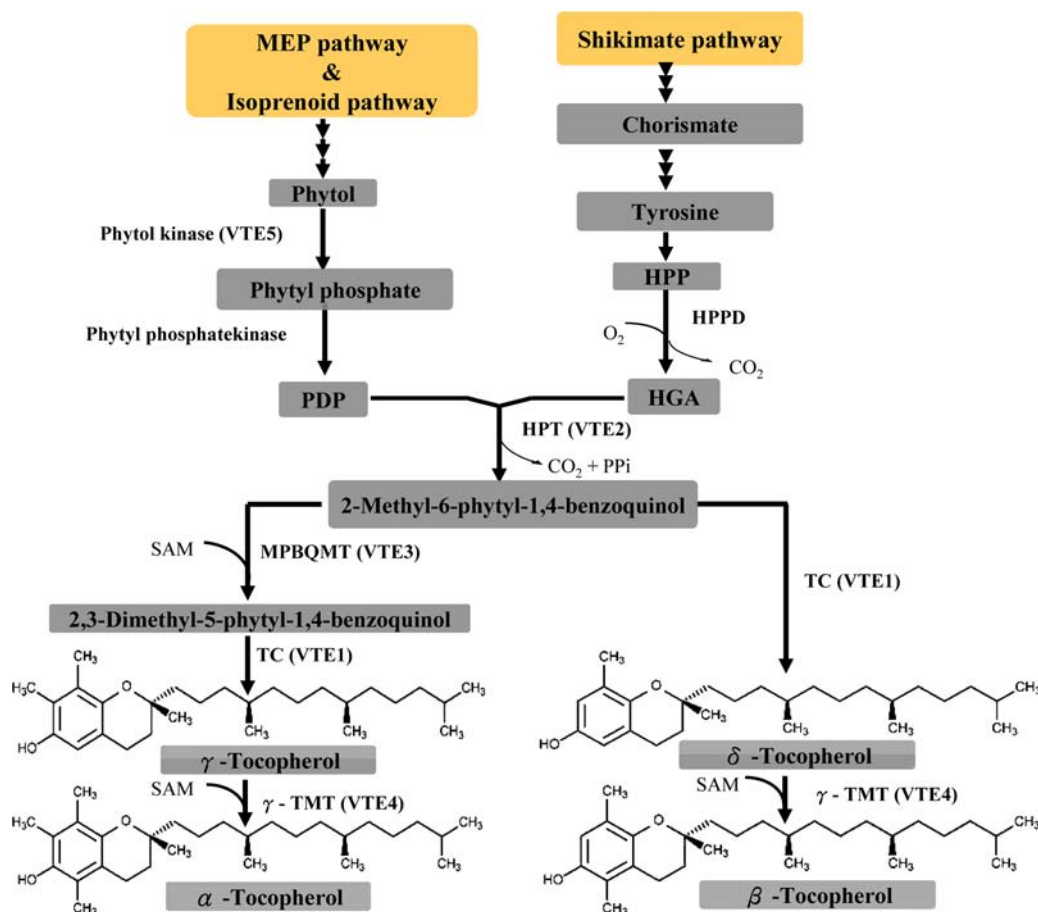 MEP pathway
&
Isoprenoid pathway
Shikimate pathway
Chorismate
Phytol
Tyrosine
Phytol kinase (VTE5)
HPP
Phytyl phosphate
HPPD
Phytyl phosphatekinase
O₂
CO₂
PDP
HGA
HPT (VTE2)
CO₂ + PPi
2-Methyl-6-phytyl-1,4-benzoquinol
SAM
MPBQMT (VTE3)
TC (VTE1)
2,3-Dimethyl-5-phytyl-1,4-benzoquinol
TC (VTE1)
CH₃
H₃C
O
CH₃
CH₃
CH₃
CH₃
CH₃
HO
γ -Tocopherol
CH₃
O
CH₃
CH₃
CH₃
CH₃
CH₃
HO
δ -Tocopherol
SAM
γ - TMT (VTE4)
SAM
γ - TMT (VTE4)
CH₃
H₃C
O
CH₃
CH₃
CH₃
CH₃
CH₃
HO
CH₃
α -Tocopherol
CH₃
O
CH₃
CH₃
CH₃
CH₃
CH₃
HO
CH₃
β -Tocopherol